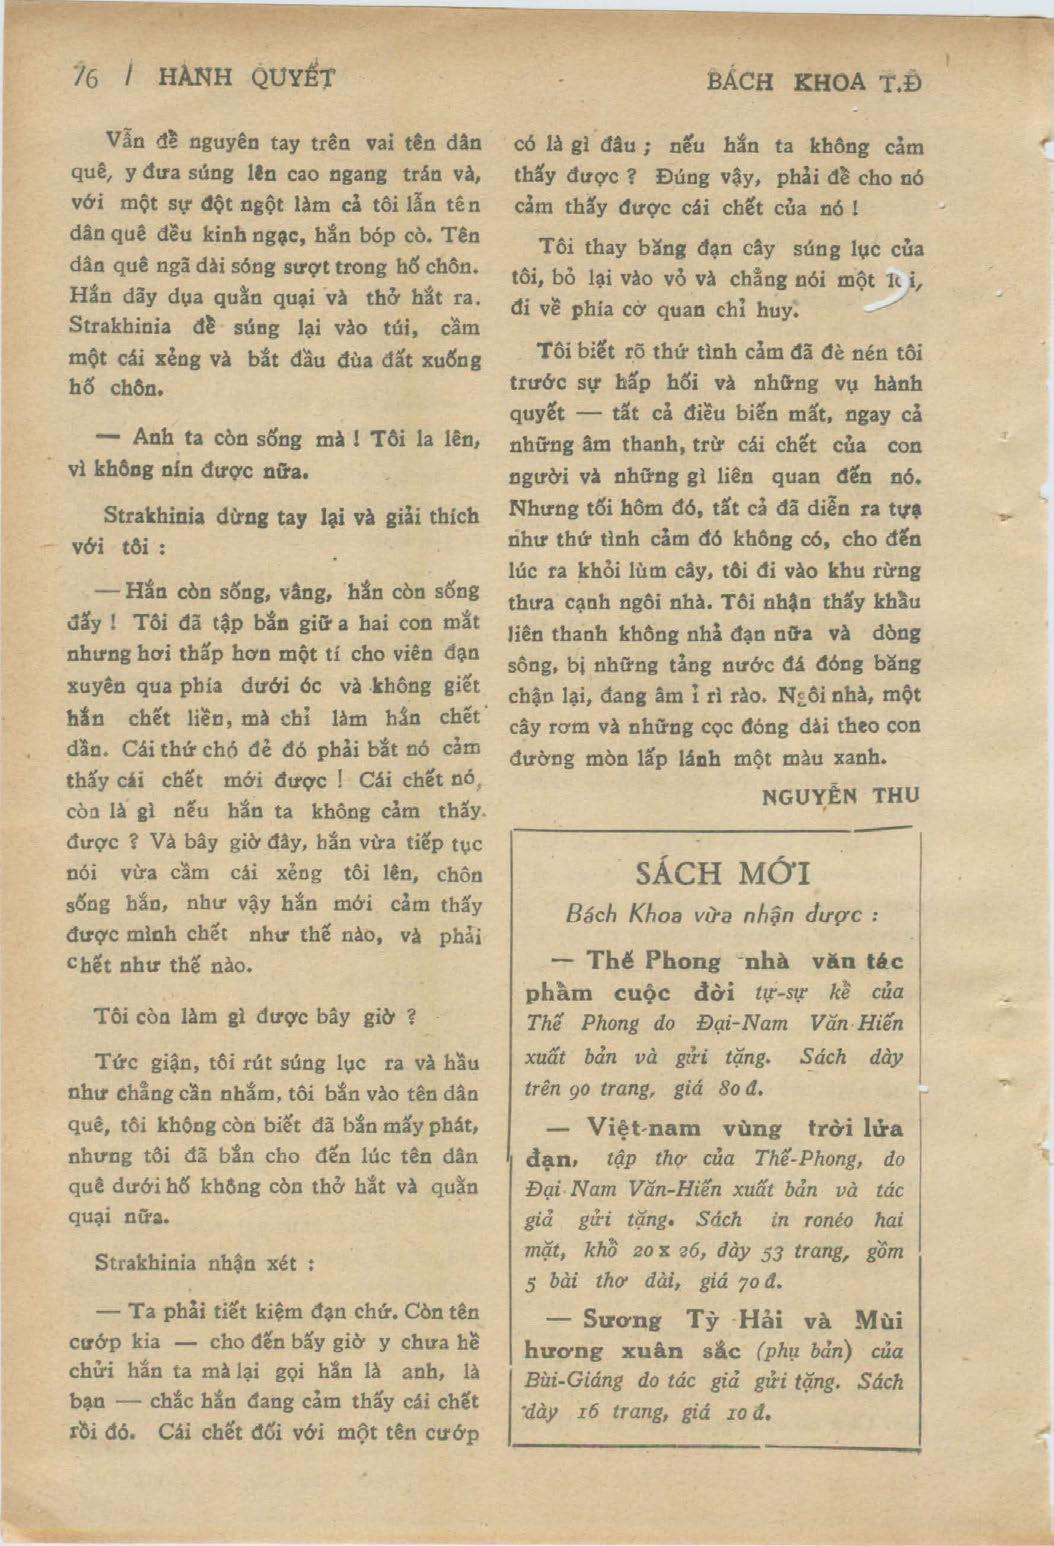 76 / HÀNH QUYẾT
BÁCH KHOA T.Đ
Vẫn để nguyên tay trên vai tên dân
quê, y đưa súng lên cao ngang trán và,
với một sự đột ngột làm cả tôi lẫn tên
dân quê đều kinh ngạc, hắn bóp cò. Tên
dân quê ngã dài sóng sượt trong hố chôn.
Hắn dãy dụa quằn quại và thở hắt ra.
Strakhinia để súng lại vào túi, cầm
một cái xẻng và bắt đầu đùa đất xuống
hố chôn.
— Anh ta còn sống mà ! Tôi la lên,
vì không nín được nữa.
Strakhinia dừng tay lại và giải thích
với tôi :
— Hắn còn sống, vâng, hắn còn sống
đấy ! Tôi đã tập bắn giữa hai con mắt
nhưng hơi thấp hơn một tí cho viên đạn
xuyên qua phía dưới óc và không giết
hắn chết liền, mà chỉ làm hắn chết
dần. Cái thứ chó đẻ đó phải bắt nó cảm
thấy cái chết mới được ! Cái chết nó,
còn là gì nếu hắn ta không cảm thấy
được ? Và bây giờ đây, hắn vừa tiếp tục
nói vừa cầm cái xẻng tôi lên, chôn
sống hắn, như vậy hắn mới cảm thấy
được mình chết như thế nào, và phải
chết như thế nào.
Tôi còn làm gì được bây giờ ?
Tức giận, tôi rút súng lục ra và hầu
như chẳng cần nhắm, tôi bắn vào tên dân
quê, tôi không còn biết đã bắn mấy phát,
nhưng tôi đã bắn cho đến lúc tên dân
quê dưới hố không còn thở hắt và quằn
quại nữa.
Strakhinia nhận xét :
— Ta phải tiết kiệm đạn chứ. Còn tên
cướp kia — cho đến bấy giờ y chưa hề
chửi hắn ta mà lại gọi hắn là anh, là
bạn — chắc hắn đang cảm thấy cái chết
rồi đó. Cái chết đối với một tên cướp
có là gì đâu ; nếu hắn ta không cảm
thấy được ? Đúng vậy, phải để cho nó
cảm thấy được cái chết của nó !
Tôi thay băng đạn cây súng lục của
tôi, bỏ lại vào vỏ và chẳng nói một lời,
đi về phía cơ quan chỉ huy.
Tôi biết rõ thứ tình cảm đã đè nén tôi
trước sự hấp hối và những vụ hành
quyết — tất cả điều biến mất, ngay cả
những âm thanh, trừ cái chết của con
người và những gì liên quan đến nó.
Nhưng tối hôm đó, tất cả đã diễn ra tựa
như thứ tình cảm đó không có, cho đến
lúc ra khỏi lùm cây, tôi đi vào khu rừng
thưa cạnh ngôi nhà. Tôi nhận thấy khẩu
liên thanh không nhả đạn nữa và dòng
sông, bị những tảng nước đá đóng băng
chận lại, đang âm ỉ rì rào. Ngôi nhà, một
cây rơm và những cọc đóng dài theo con
đường mòn lấp lánh một màu xanh.
NGUYỄN THU
SÁCH MỚI
Bách Khoa vừa nhận được :
— Thế Phong nhà văn tác
phẩm cuộc đời tự-sự kể của
Thế Phong do Đại-Nam Văn-Hiến
xuất bản và gửi tặng. Sách dày
trên 90 trang, giá 80 đ.
— Việt-nam vùng trời lửa
đạn, tập thơ của Thế-Phong, do
Đại-Nam Văn-Hiến xuất bản và tác
giả gửi tặng. Sách in ronéo hai
mặt, khổ 20 x 26, dày 53 trang, gồm
5 bài thơ dài, giá 70 đ.
— Sương Tỳ Hải và Mùi
hương xuân sắc (phụ bản) của
Bùi-Giáng do tác giả gửi tặng. Sách
dày 16 trang, giá 10 đ.